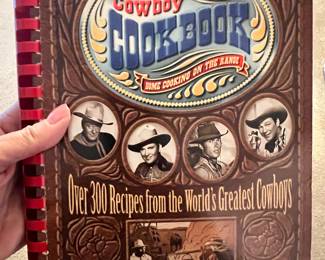 Cowboy
COOKBOOK
HOME COOKING ON THE RANGE
Over 300 Recipes from the World's Greatest Cowboys